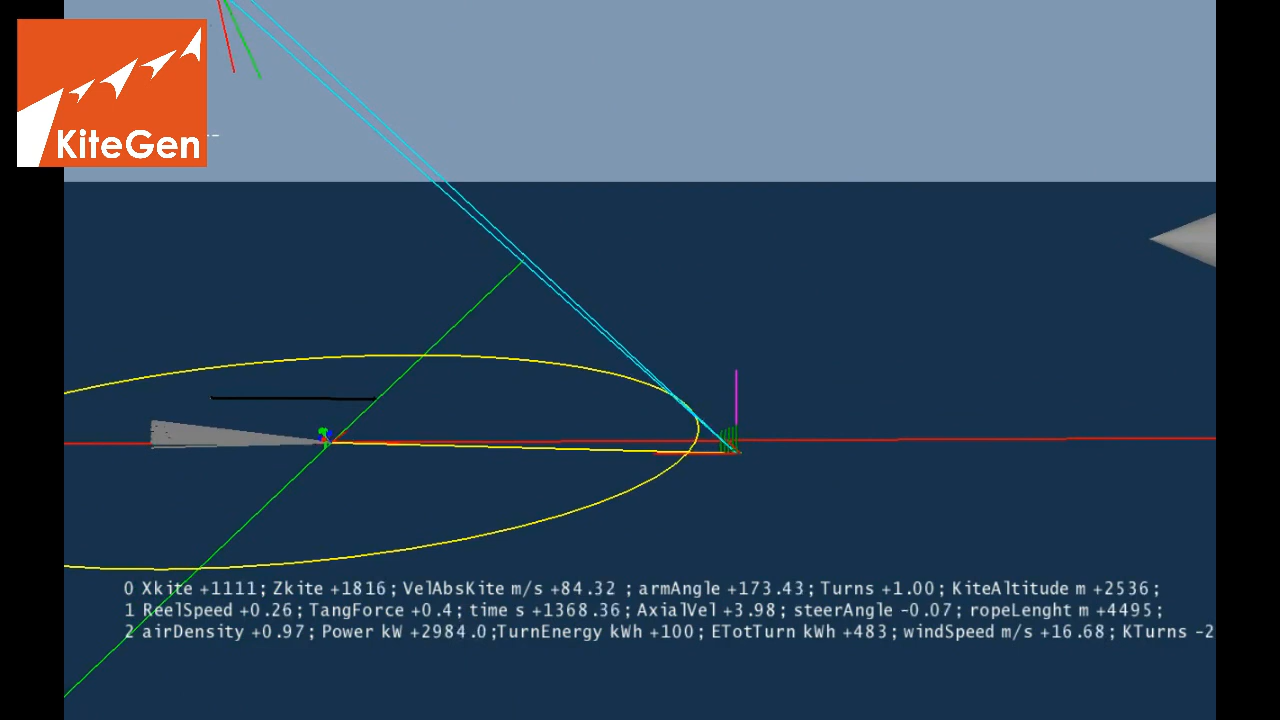 KiteGen
0 Xkite +1111; Zkite +1816; VelAbsKite m/s +84.32 ; armAngle +173.43; Turns +1.00; KiteAltitude m +2536;
1 ReelSpeed +0.26; TangForce +0.4; time s +1368.36; AxialVel +3.98; steerAngle -0.07; ropeLenght m +4495;
2 airDensity +0.97; Power kW +2984.0;TurnEnergy kWh +100; ETotTurn kWh +483; windSpeed m/s +16.68; KTurns -2